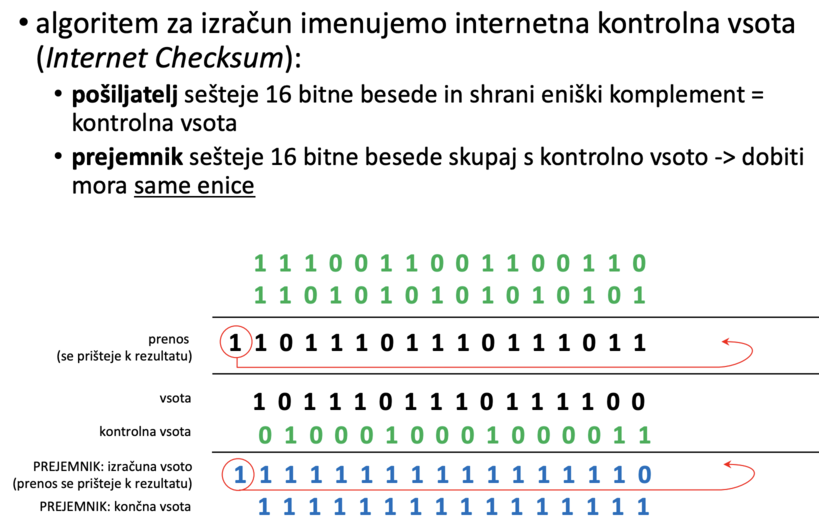 • algoritem za izračun imenujemo internetna kontrolna vsota
(Internet Checksum):
• pošiljatelj sešteje 16 bitne besede in shrani eniški komplement =
kontrolna vsota
• prejemnik sešteje 16 bitne besede skupaj s kontrolno vsoto -> dobiti
mora same enice
1 1 1 0 0 1 1 0 0 1 1 0 0 1 1 0
1 1 0 1 0 1 0 1 0 1 0 1 0 1 0 1
prenos
(se prišteje k rezultatu)
1 1 0 1 1 1 0 1 1 1 0 1 1 1 0 1 1
vsota
1 0 1 1 1 0 1 1 1 0 1 1 1 1 0 0
kontrolna vsota
0 1 0 0 0 1 0 0 0 1 0 0 0 0 1 1
PREJEMNIK: izračuna vsoto
(prenos se prišteje k rezultatu)
1 1 1 1 1 1 1 1 1 1 1 1 1 1 1 1 0
PREJEMNIK: končna vsota
1 1 1 1 1 1 1 1 1 1 1 1 1 1 1 1